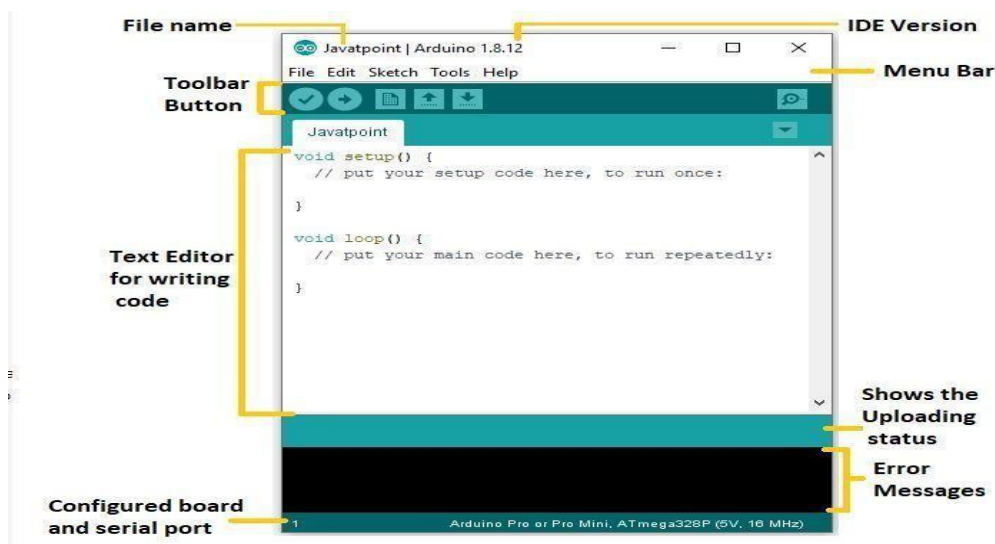 File name
IDE Version
Javatpoint | Arduino 1.8.12
File Edit Sketch Tools Help
Menu Bar
Toolbar
Button
Javatpoint
void setup() {
// put your setup code here, to run once:
}
void loop() {
// put your main code here, to run repeatedly:
}
Text Editor
for writing
code
Shows the
Uploading
status
Error
Messages
Configured board
and serial port
1
Arduino Pro or Pro Mini, ATmega328P (5V, 16 MHz)